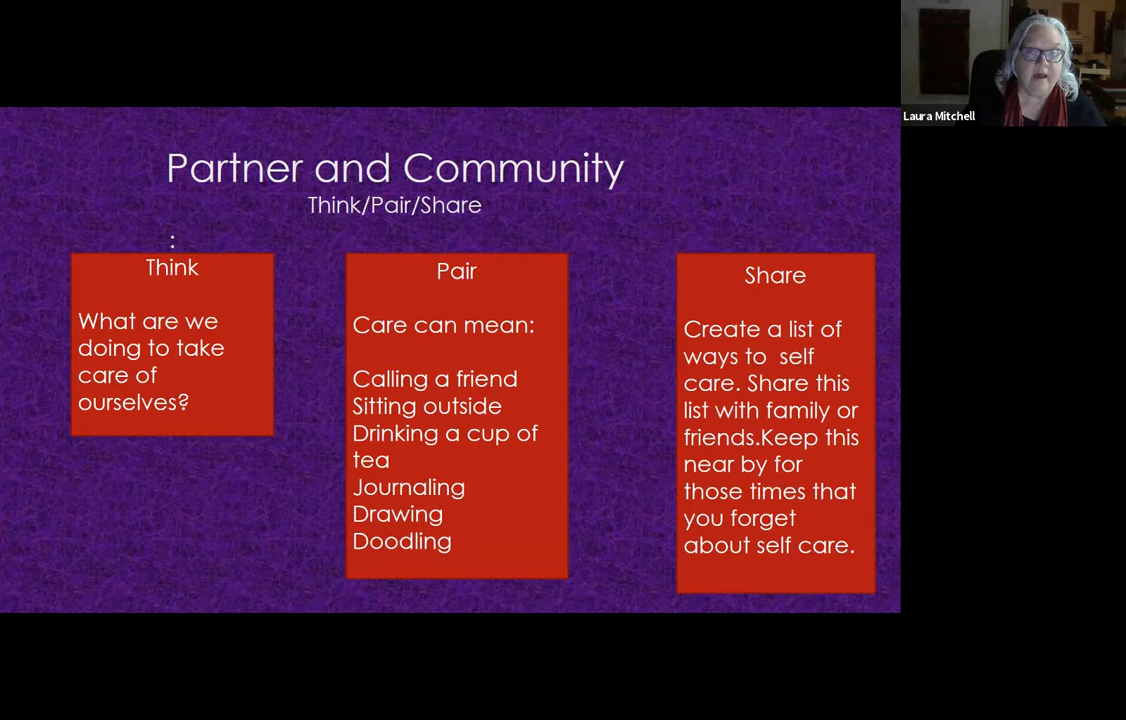 Laura Mitchell
Partner and Community
Think/Pair/Share
:
Think
What are we
doing to take
care of
ourselves?
Pair
Care can mean:
Calling a friend
Sitting outside
Drinking a cup of
tea
Journaling
Drawing
Doodling
Share
Create a list of
ways to  self
care. Share this
list with family or
friends.Keep this
near by for
those times that
you forget
about self care.